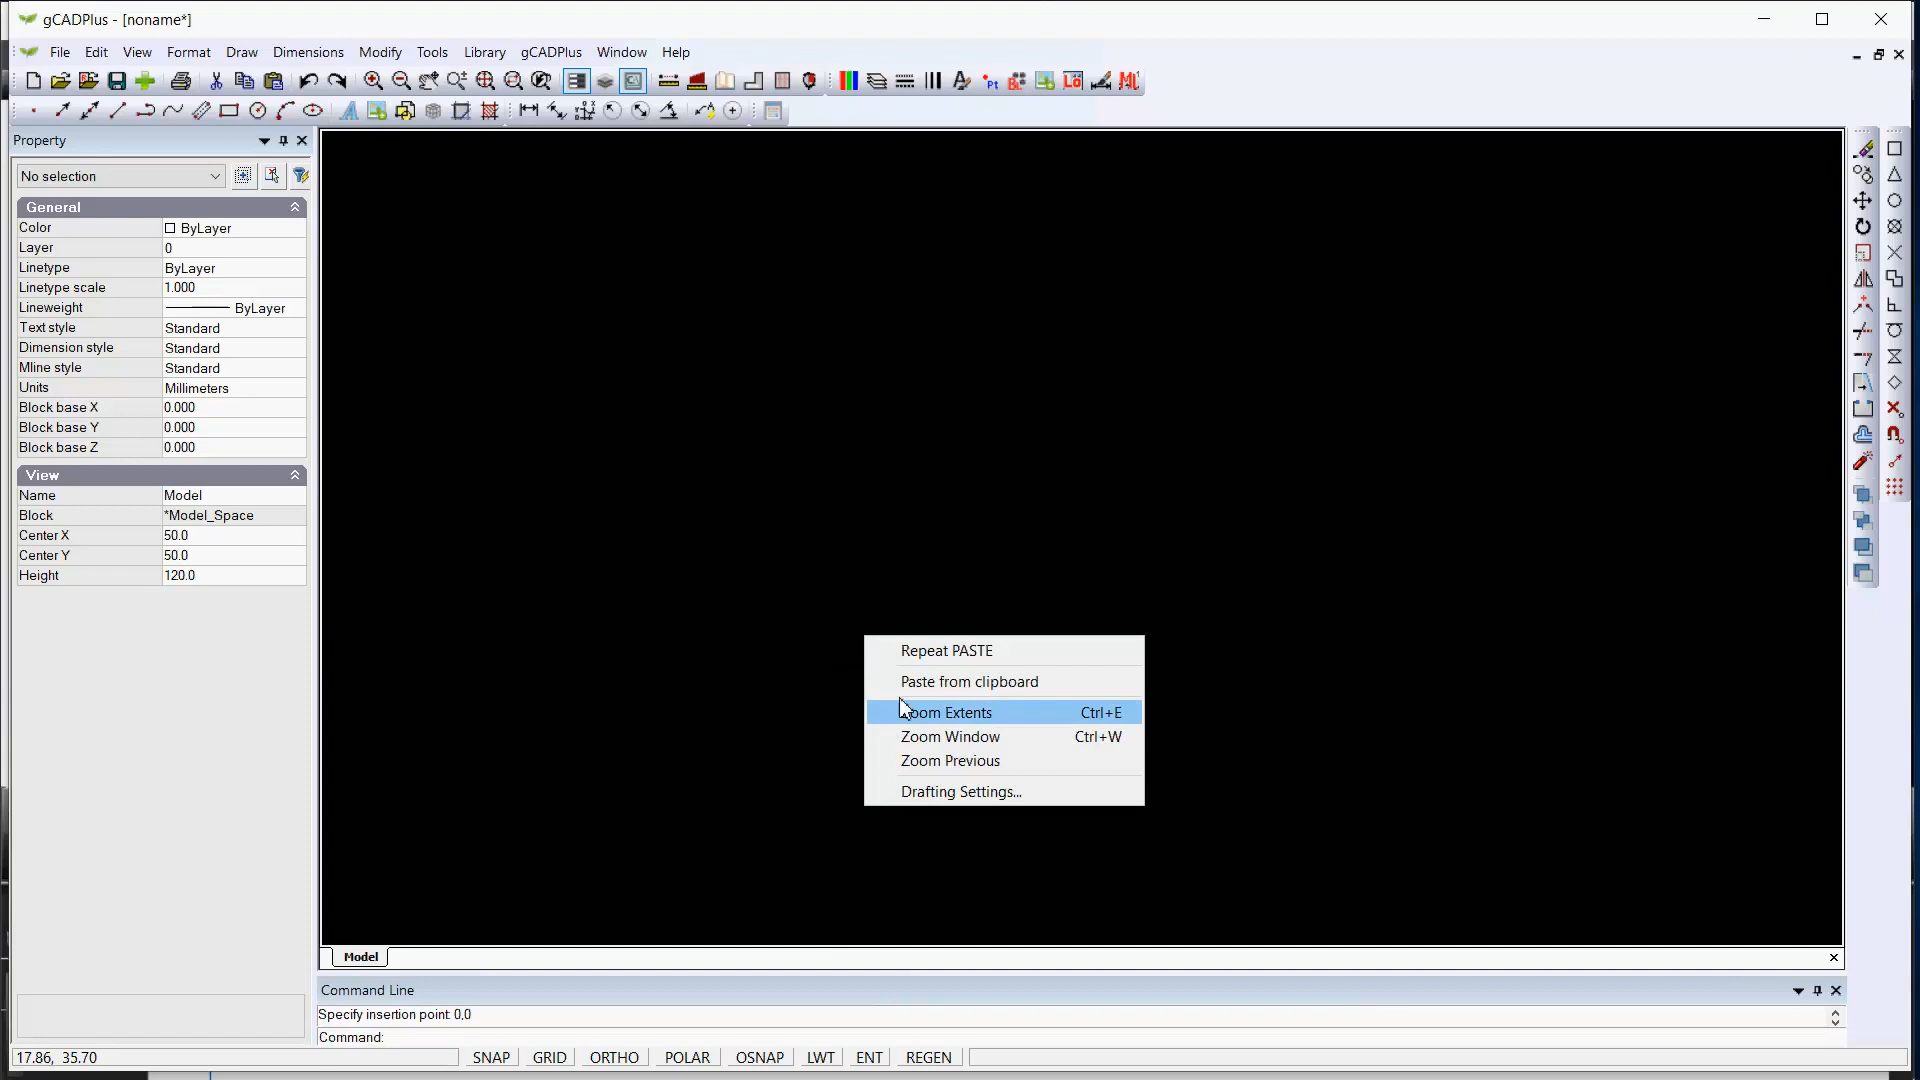 gCADPlus - [noname*]
File Edit View Format Draw Dimensions Modify Tools Library gCADPlus Window Help
Property
No selection
General
Color ByLayer
Layer 0
Linetype ByLayer
Linetype scale 1.000
Lineweight ByLayer
Text style Standard
Dimension style Standard
Mline style Standard
Units Millimeters
Block base X 0.000
Block base Y 0.000
Block base Z 0.000
View
Name Model
Block *Model_Space
Center X 50.0
Center Y 50.0
Height 120.0
Repeat PASTE
Paste from clipboard
Zoom Extents Ctrl+E
Zoom Window Ctrl+W
Zoom Previous
Drafting Settings...
Model
Command Line
Specify insertion point 0,0
Command:
17.86, 35.70 SNAP GRID ORTHO POLAR OSNAP LWT ENT REGEN